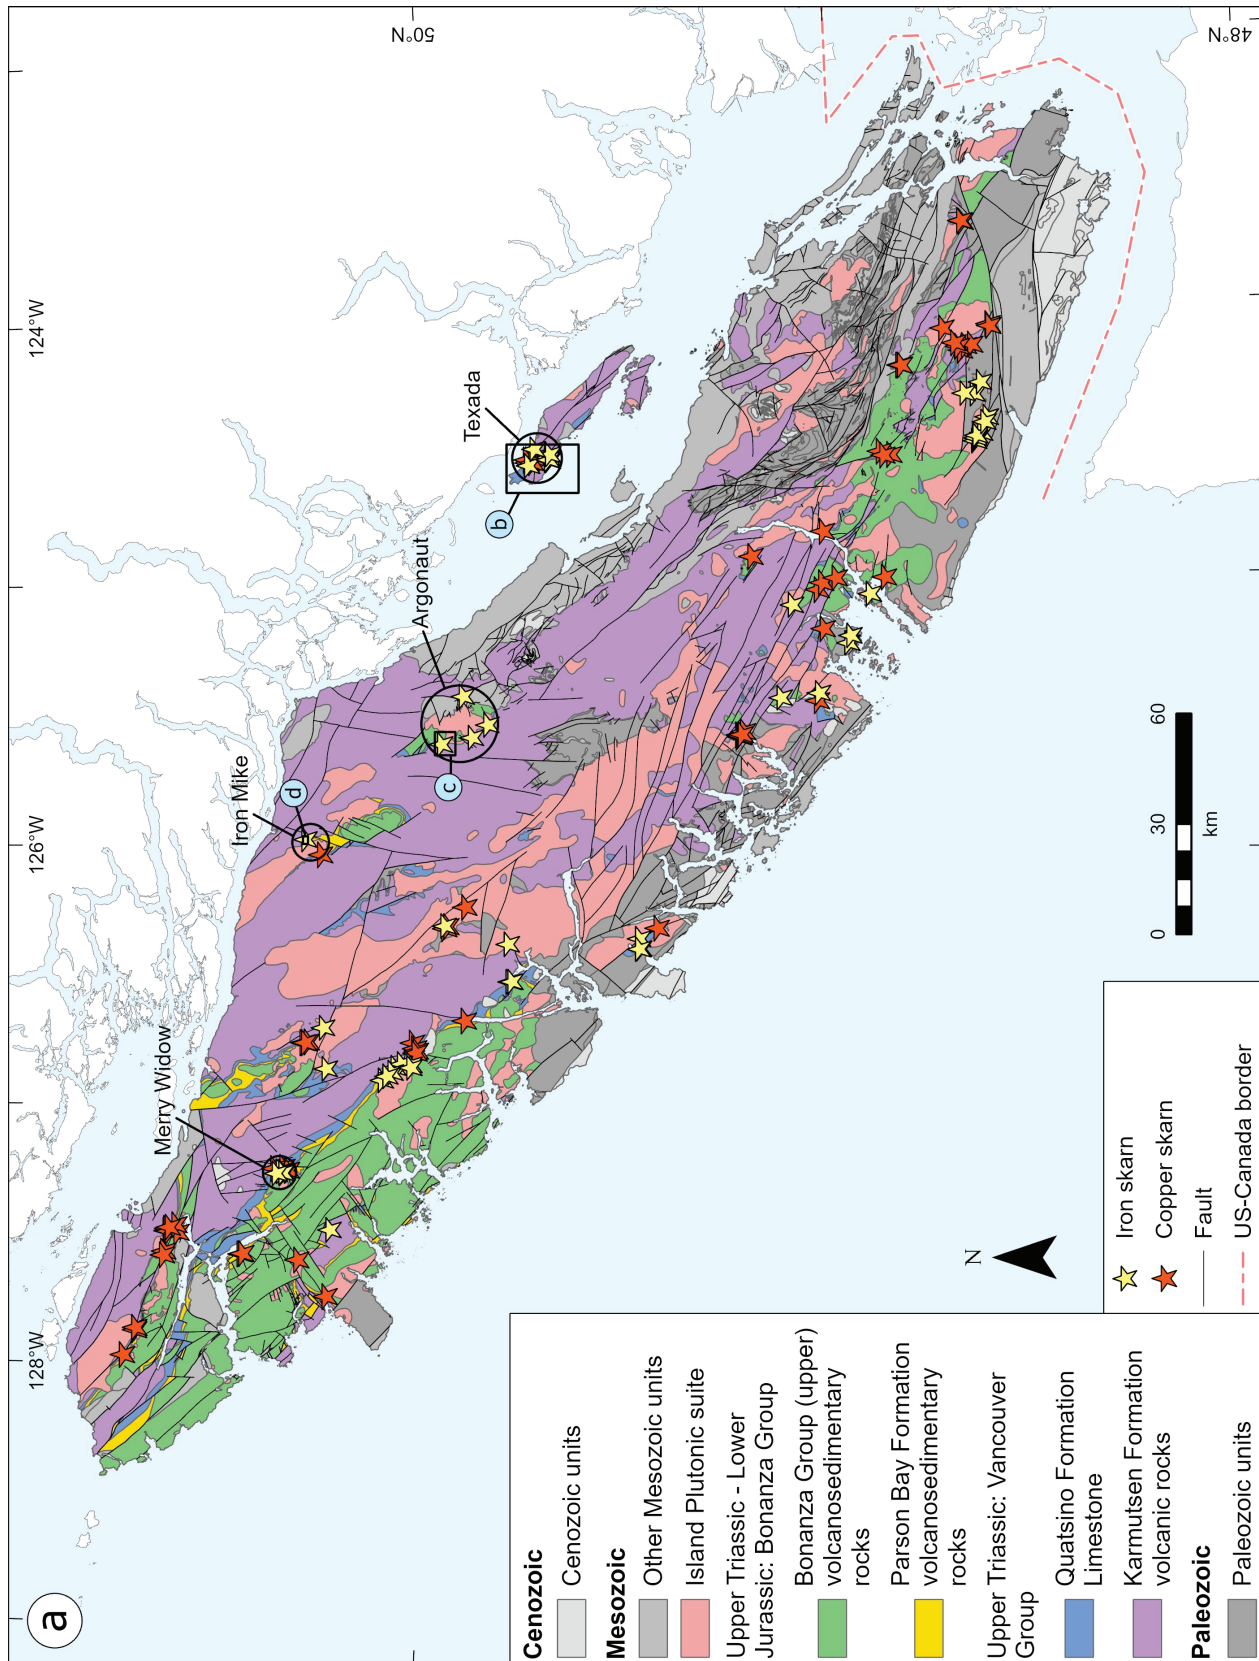 a
128°W
126°W
124°W
50°N
48°N
Merry Widow
Iron Mike
d
Argonaut
c
Texada
b
N
0
30
60
km
Cenozoic
Cenozoic units
Mesozoic
Other Mesozoic units
Island Plutonic suite
Upper Triassic - Lower
Jurassic: Bonanza Group
Bonanza Group (upper)
volcanosedimentary
rocks
Parson Bay Formation
volcanosedimentary
rocks
Upper Triassic: Vancouver
Group
Quatsino Formation
Limestone
Karmutsen Formation
volcanic rocks
Paleozoic
Paleozoic units
Iron skarn
Copper skarn
Fault
US-Canada border